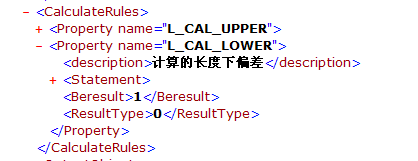 - <CalculateRules>
+ <Property name="L_CAL_UPPER">
- <Property name="L_CAL_LOWER">
<description>计算的长度下偏差</description>
+ <Statement>
<Beresult>1</Beresult>
<ResultType>0</ResultType>
</Property>
</CalculateRules>